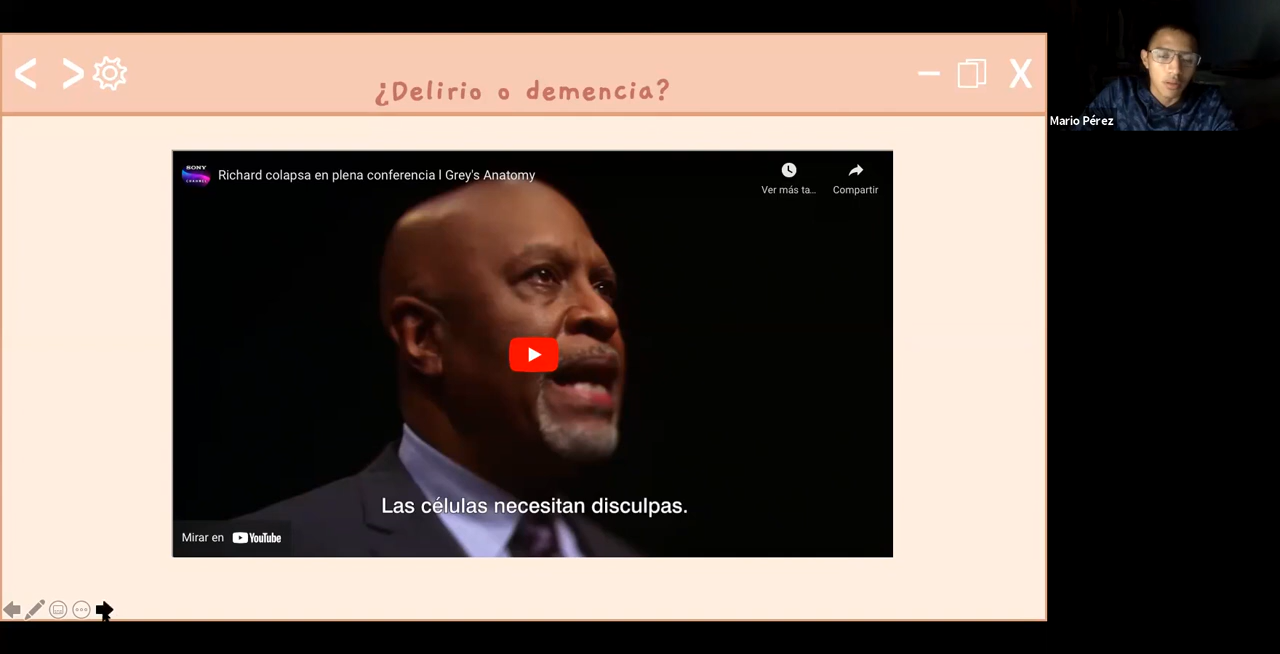 ¿Delirio o demencia?
Mario Pérez
SONY
Richard colapsa en plena conferencia l Grey's Anatomy
Ver más ta...
Compartir
Las células necesitan disculpas.
Mirar en YouTube